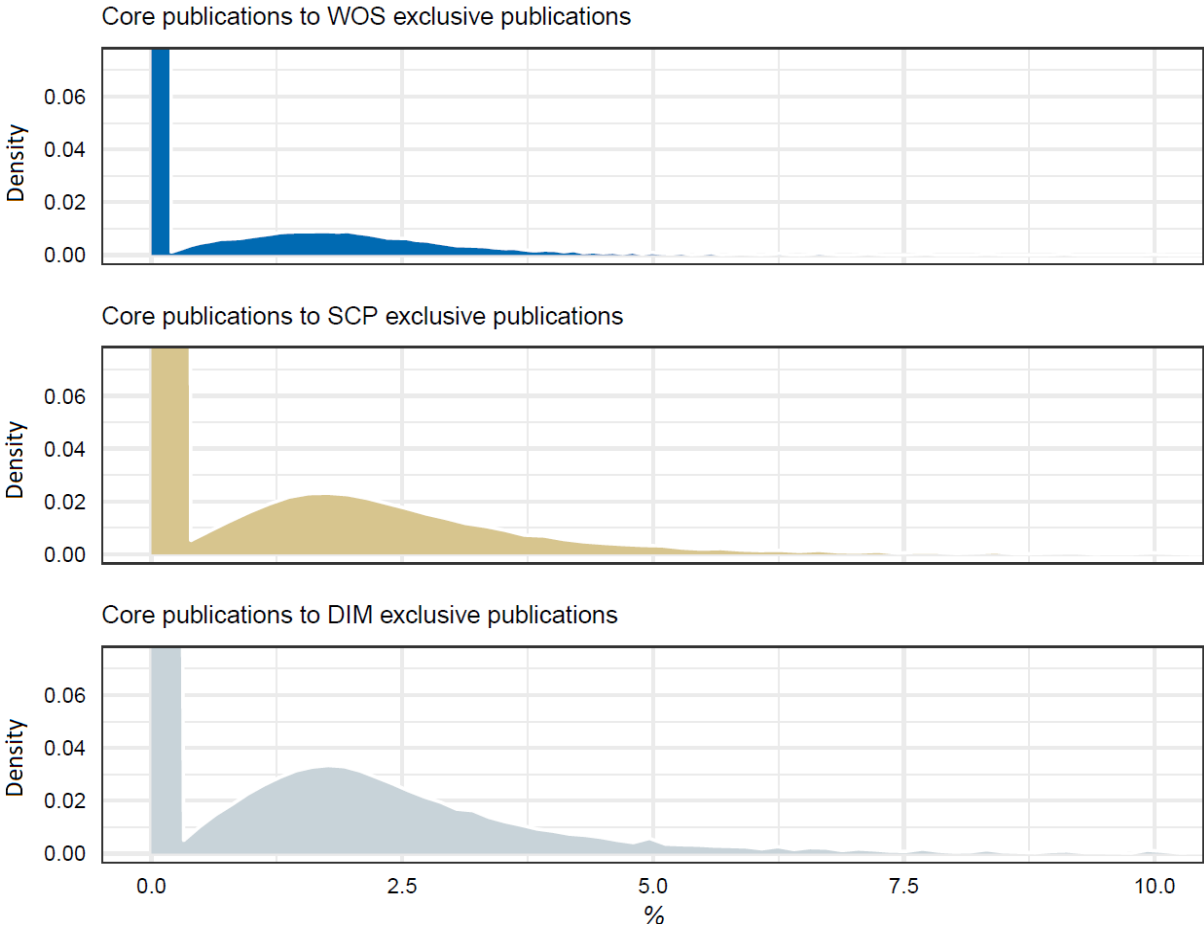 Core publications to WOS exclusive publications
Density
0.06
0.04
0.02
0.00
Core publications to SCP exclusive publications
Density
0.06
0.04
0.02
0.00
Core publications to DIM exclusive publications
Density
0.06
0.04
0.02
0.00
0.0 2.5 5.0 7.5 10.0
%